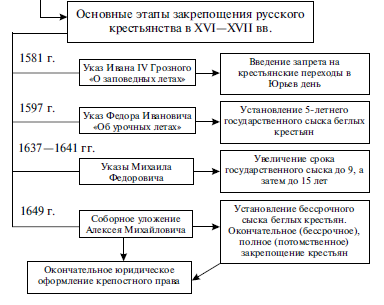 Основные этапы закрепощения русского
крестьянства в XVI—XVII вв.
1581 г.
Указ Ивана IV Грозного
«О заповедных летах»
Введение запрета на
крестьянские переходы в
Юрьев день
1597 г.
Указ Федора Ивановича
«Об урочных летах»
Установление 5-летнего
государственного сыска беглых
крестьян
1637—1641 гг.
Указы Михаила
Федоровича
Увеличение срока
государственного сыска до 9, а
затем до 15 лет
1649 г.
Соборное уложение
Алексея Михайловича
Установление бессрочного
сыска беглых крестьян.
Окончательное (бессрочное),
полное (потомственное)
закрепощение крестьян
Окончательное юридическое
оформление крепостного права